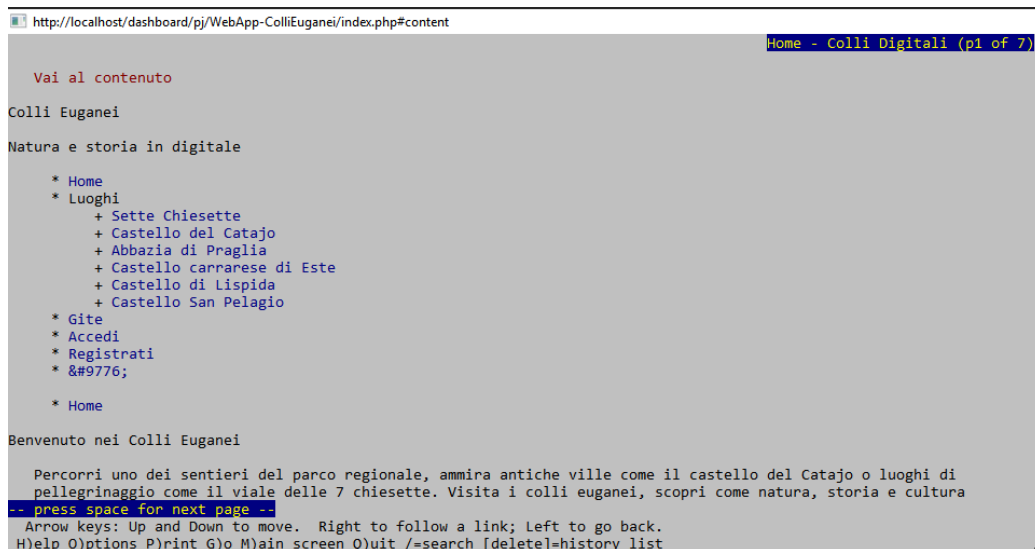 http://localhost/dashboard/pj/WebApp-ColliEuganei/index.php#content
Home - Colli Digitali (p1 of 7)
Vai al contenuto
Colli Euganei
Natura e storia in digitale
* Home
* Luoghi
+ Sette Chiesette
+ Castello del Catajo
+ Abbazia di Praglia
+ Castello carrarese di Este
+ Castello di Lispida
+ Castello San Pelagio
* Gite
* Accedi
* Registrati
* &#9776;
* Home
Benvenuto nei Colli Euganei
Percorri uno dei sentieri del parco regionale, ammira antiche ville come il castello del Catajo o luoghi di
pellegrinaggio come il viale delle 7 chiesette. Visita i colli euganei, scopri come natura, storia e cultura
-- press space for next page --
Arrow keys: Up and Down to move.  Right to follow a link; Left to go back.
H)elp O)ptions P)rint G)o M)ain screen Q)uit /=search [delete]=history list